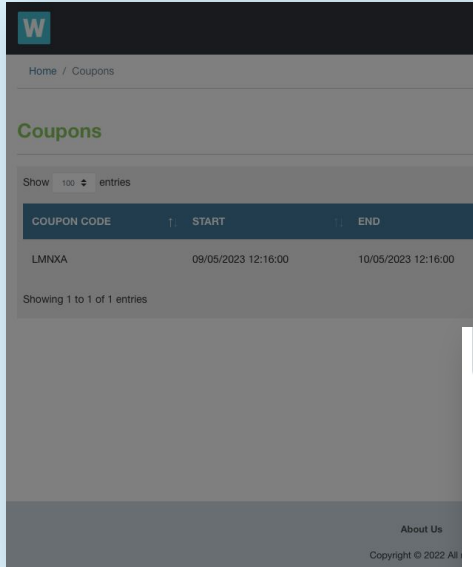 W
Home / Coupons
Coupons
Show 100 entries
COUPON CODE START END
LMNXA 09/05/2023 12:16:00 10/05/2023 12:16:00
Showing 1 to 1 of 1 entries
About Us
Copyright © 2022 All